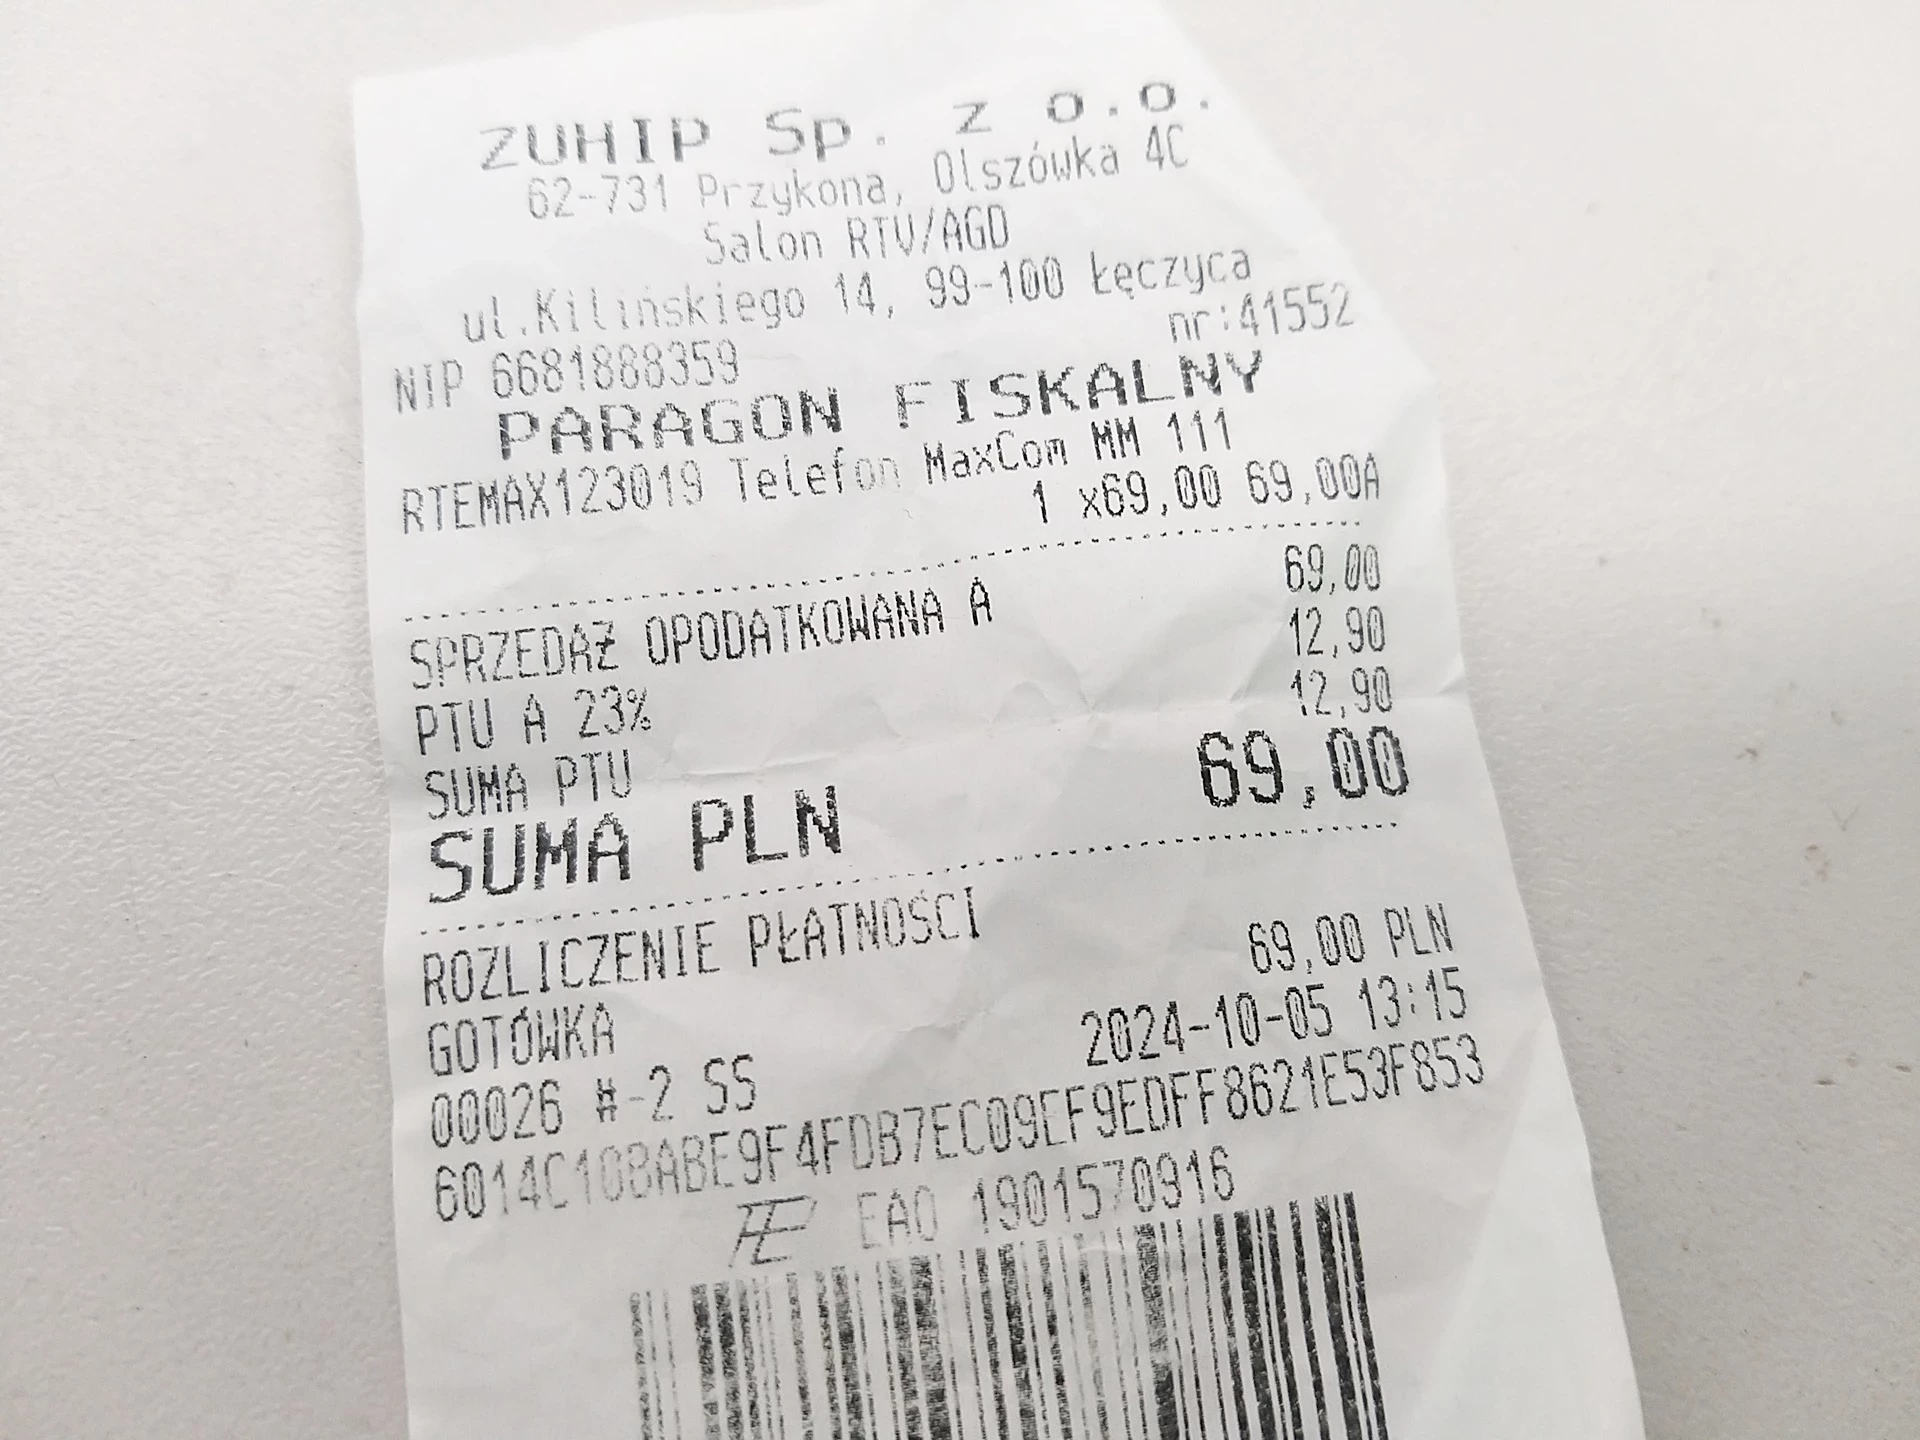 ZUHIP Sp. z o.o.
62-731 Przykona, Olszówka 4C
Salon RTV/AGD
ul.Kilińskiego 14, 99-100 Łęczyca
NIP 6681888359 nr:41552
PARAGON FISKALNY
RTEMAX123019 Telefon MaxCom MM 111
1 x69,00 69,00A
SPRZEDAŻ OPODATKOWANA A 69,00
PTU A 23% 12,90
SUMA PTU 12,90
SUMA PLN 69,00
ROZLICZENIE PŁATNOŚCI
GOTÓWKA 69,00 PLN
00026 #-2 SS 2024-10-05 13:15
6014C108ABE9F4FDB7EC09EF9EDFF8621E53F853
EAO 1901570916